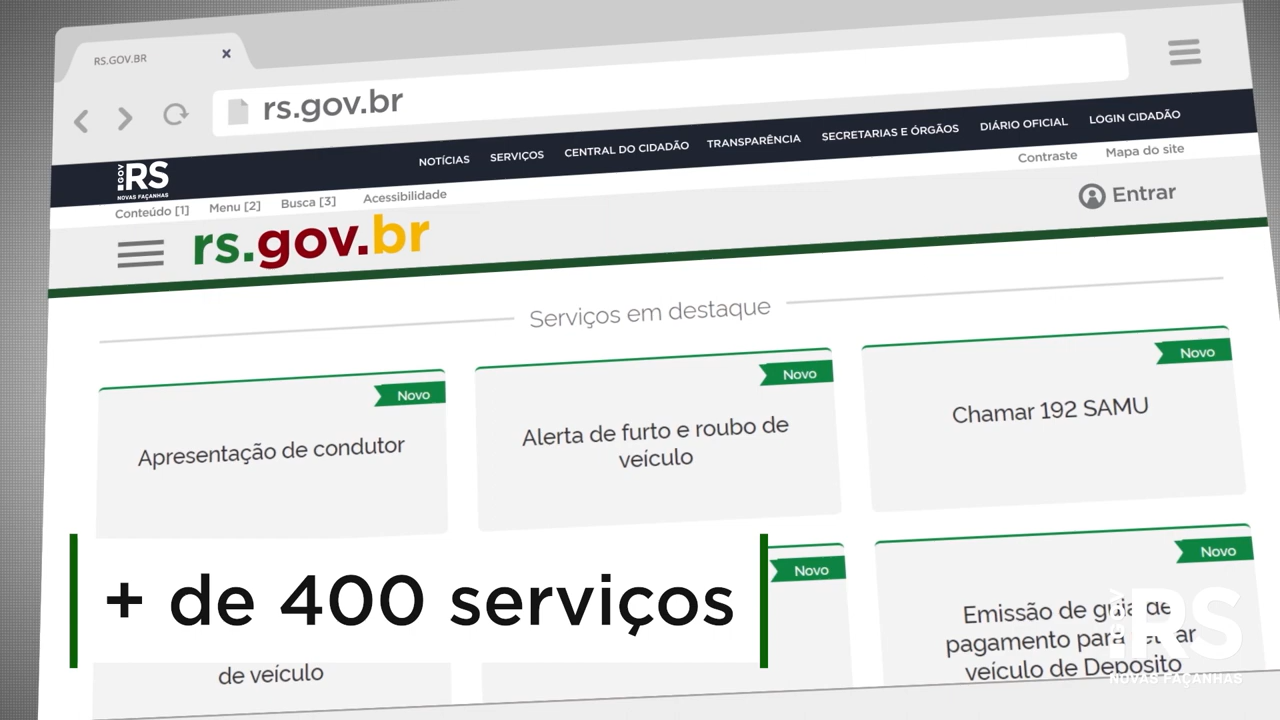 RS.GOV.BR
rs.gov.br
.GOV RS
NOVAS FAÇANHAS
NOTÍCIAS SERVIÇOS CENTRAL DO CIDADÃO TRANSPARÊNCIA SECRETARIAS E ÓRGÃOS DIÁRIO OFICIAL LOGIN CIDADÃO
Conteúdo [1] Menu [2] Busca [3] Acessibilidade Contraste Mapa do site
rs.gov.br Entrar
Serviços em destaque
Novo
Apresentação de condutor
Novo
Alerta de furto e roubo de
veículo
Novo
Chamar 192 SAMU
+ de 400 serviços
de veículo
Novo
Novo
Emissão de guia de
pagamento para retirar
veículo de Deposito
.GOV RS
NOVAS FAÇANHAS